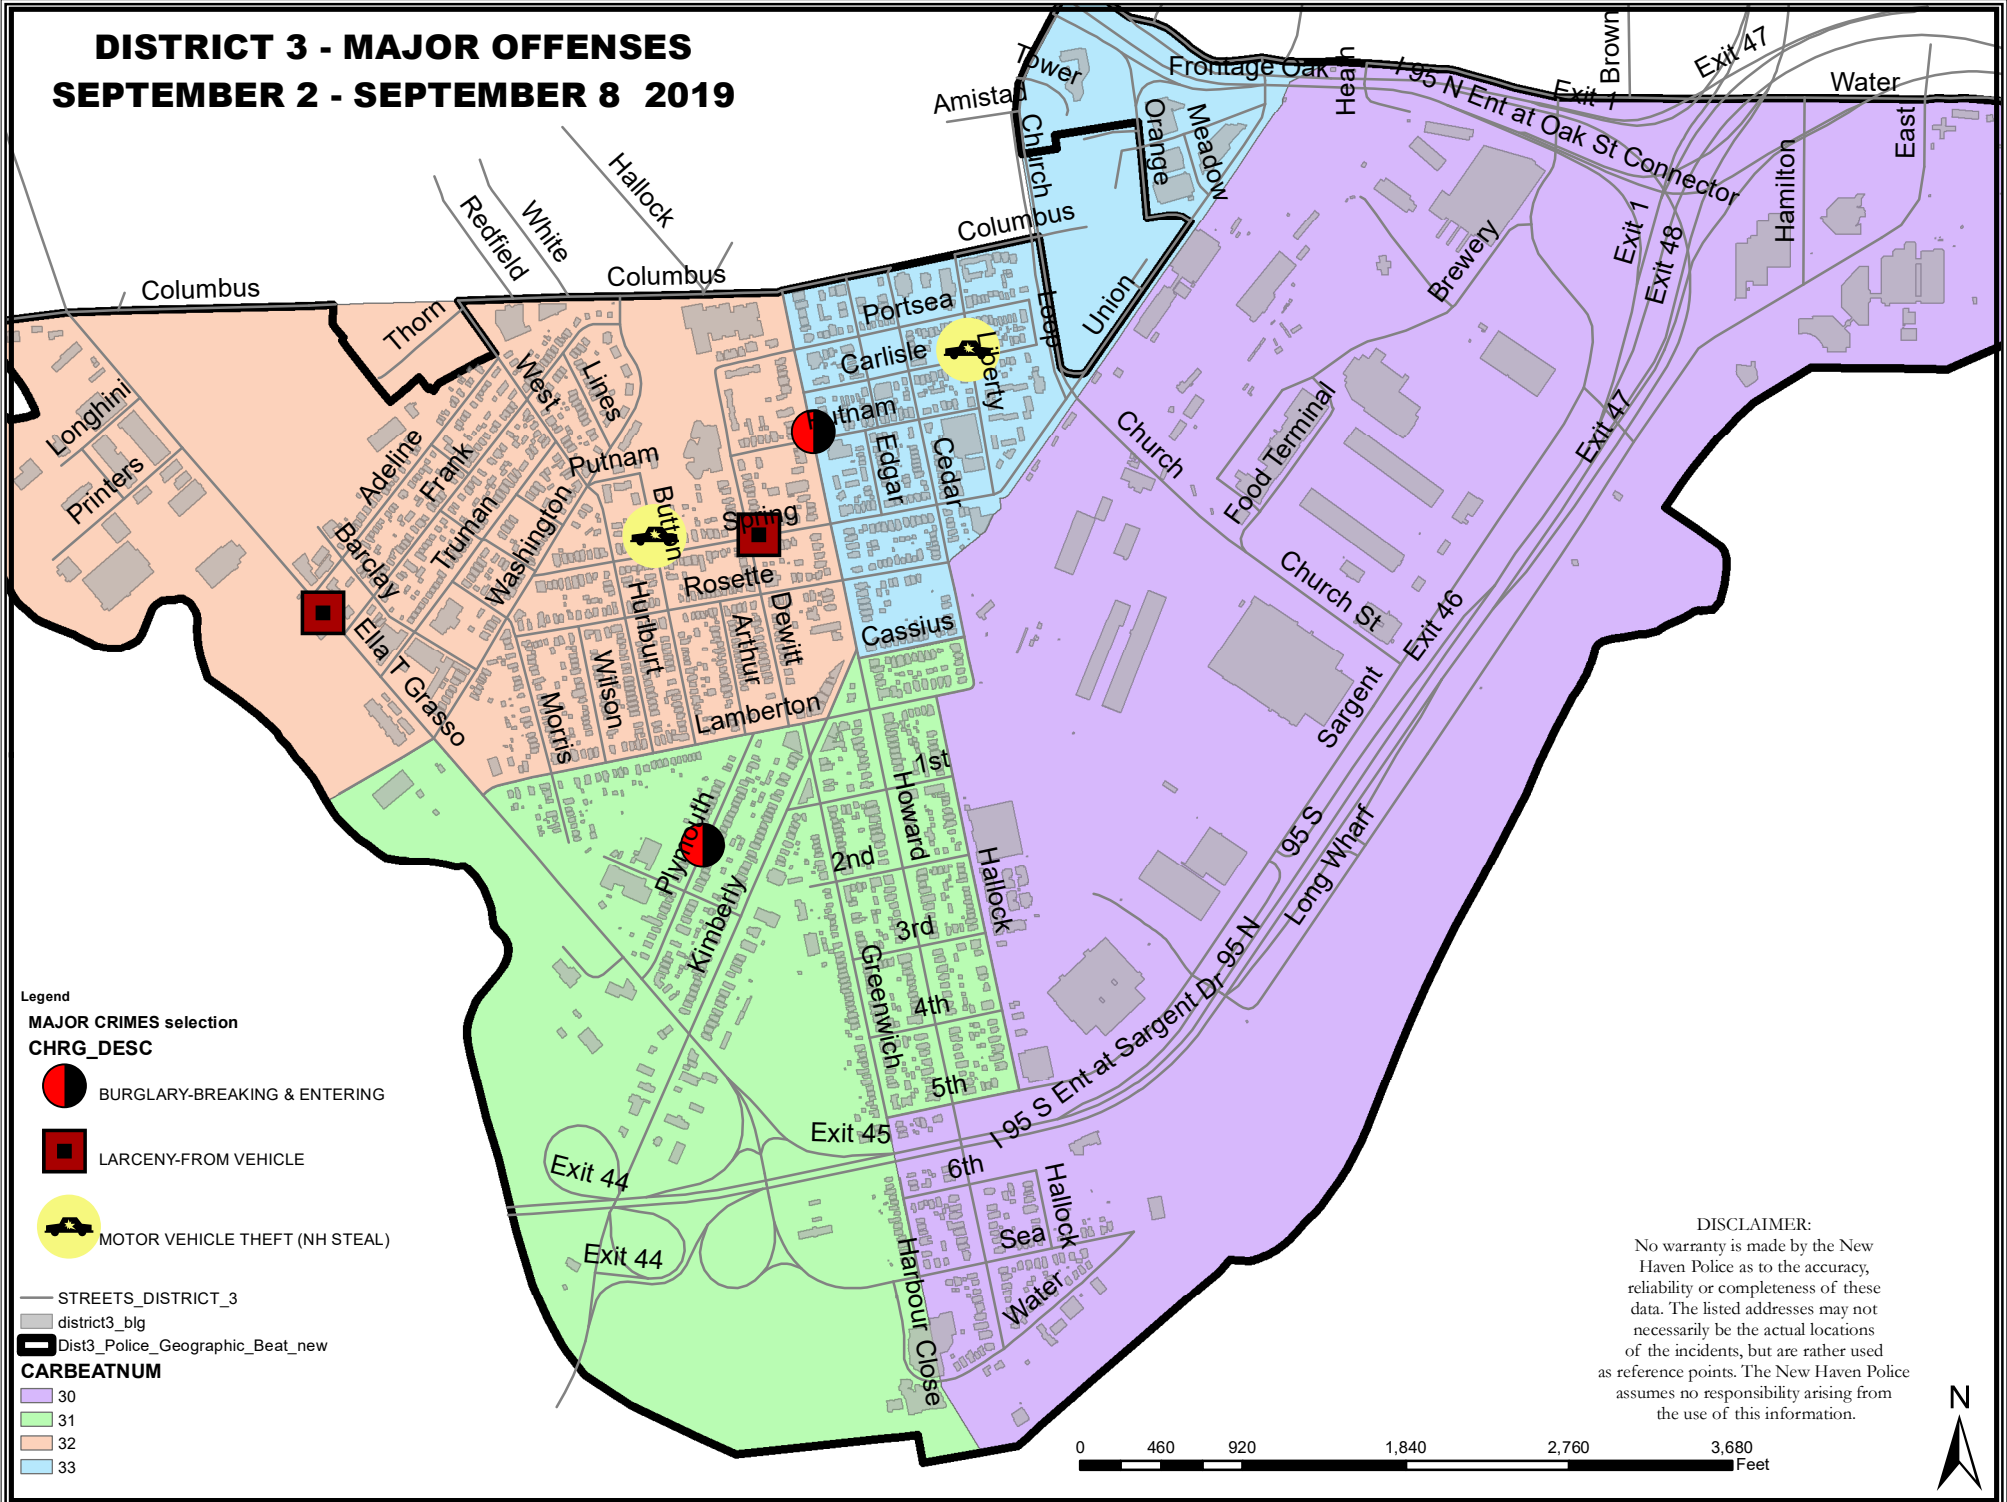 DISTRICT 3 - MAJOR OFFENSES
SEPTEMBER 2 - SEPTEMBER 8 2019
Tower
Amistad
Church
Orange
Meadow
Frontage Oak
Heath
I 95 N Ent at Oak St Connector
Exit 1
Brown
Exit 47
Water
East
Hamilton
Exit 1
Exit 48
Brewery
Hallock
White
Redfield
Columbus
Columbus
Columbus
Thorn
Portsea
Carlisle
Liberty
Loop
Union
Putnam
Edgar
Cedar
Longhini
Printers
Adeline
Frank
Truman
Washington
West
Lines
Putnam
Button
Spring
Barclay
Ella T Grasso
Rosette
Hurlburt
Arthur
Dewitt
Wilson
Morris
Lamberton
Cassius
Church
Food Terminal
Church St
Exit 47
Exit 46
Sargent
95 S
Long Wharf
95 N
I 95 S Ent at Sargent Dr
1st
Howard
2nd
Hallock
3rd
Greenwich
4th
5th
Plymouth
Kimberly
Exit 45
Exit 44
Exit 44
6th
Hallock
Sea
Water
Harbour Close
Legend
MAJOR CRIMES selection
CHRG_DESC
BURGLARY-BREAKING & ENTERING
LARCENY-FROM VEHICLE
MOTOR VEHICLE THEFT (NH STEAL)
STREETS_DISTRICT_3
district3_blg
Dist3_Police_Geographic_Beat_new
CARBEATNUM
30
31
32
33
DISCLAIMER:
No warranty is made by the New
Haven Police as to the accuracy,
reliability or completeness of these
data. The listed addresses may not
necessarily be the actual locations
of the incidents, but are rather used
as reference points. The New Haven Police
assumes no responsibility arising from
the use of this information.
N
0 460 920 1,840 2,760 3,680
Feet